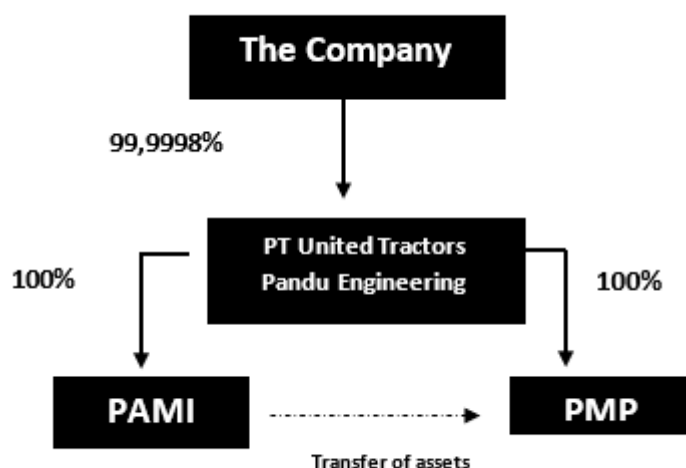 The Company
99,9998%
PT United Tractors
Pandu Engineering
100%
100%
PAMI
PMP
Transfer of assets